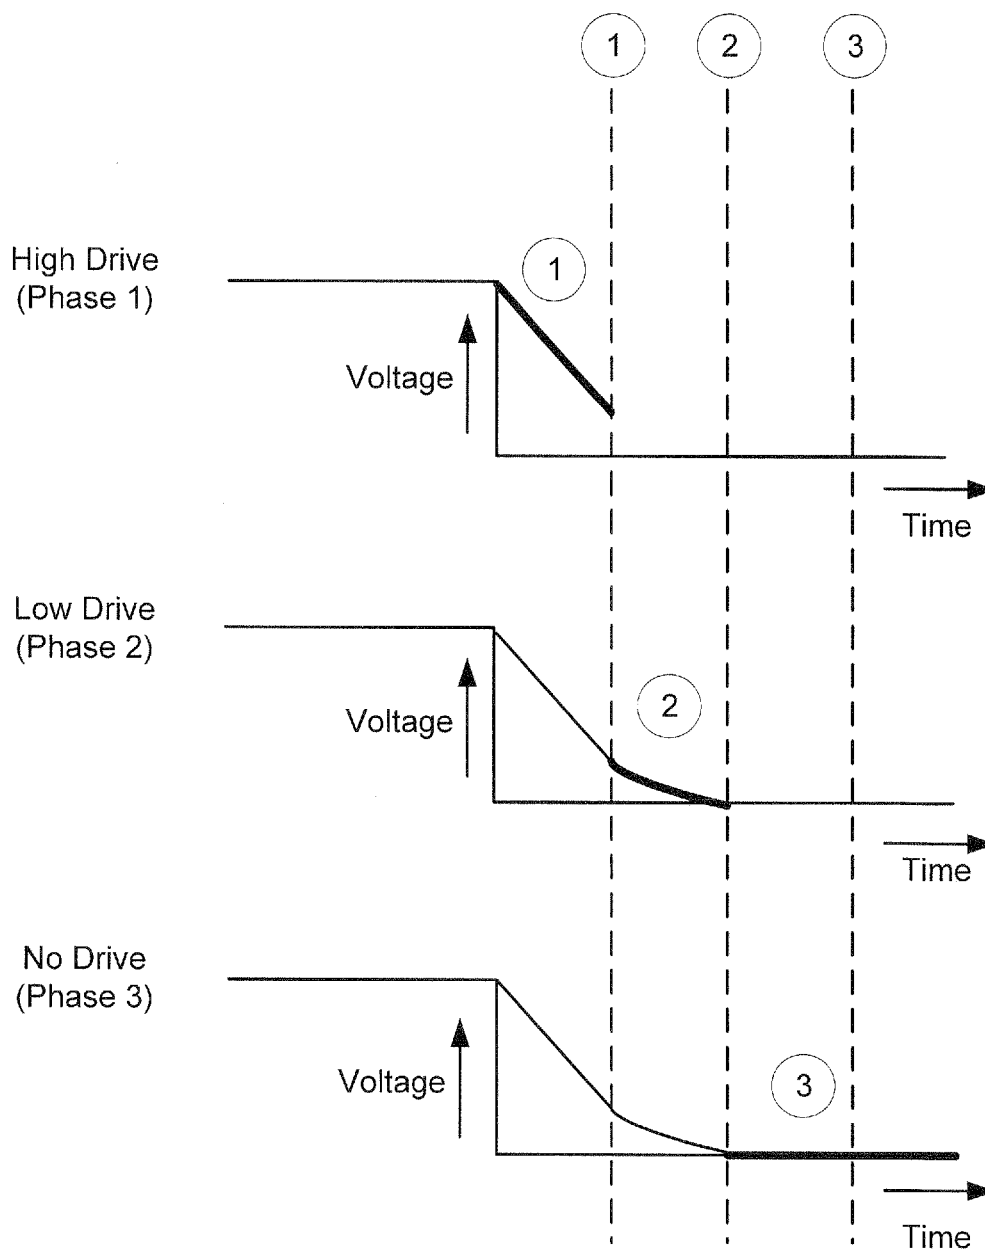 1
2
3
High Drive
(Phase 1)
1
Voltage
Time
Low Drive
(Phase 2)
2
Voltage
Time
No Drive
(Phase 3)
3
Voltage
Time